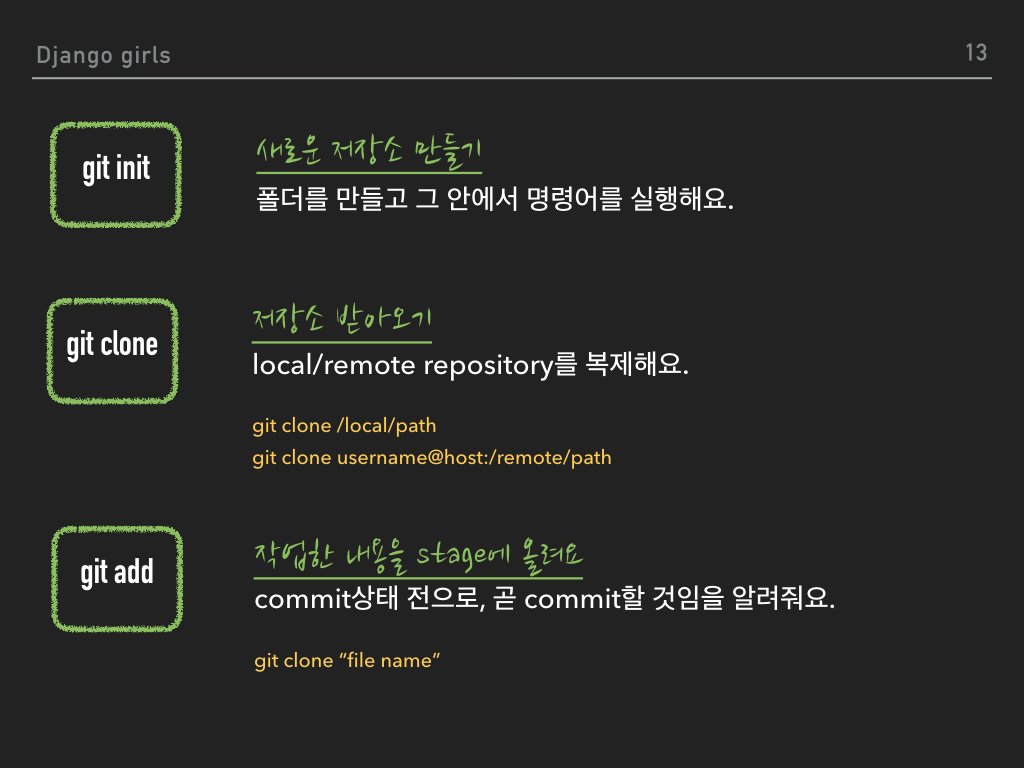 Django girls
13
git init
새로운 저장소 만들기
폴더를 만들고 그 안에서 명령어를 실행해요.
git clone
저장소 받아오기
local/remote repository를 복제해요.
git clone /local/path
git clone username@host:/remote/path
git add
작업한 내용을 stage에 올려요
commit상태 전으로, 곧 commit할 것임을 알려줘요.
git clone “file name”